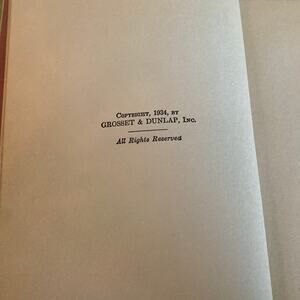 Copyright, 1934, by
GROSSET & DUNLAP, Inc.
All Rights Reserved